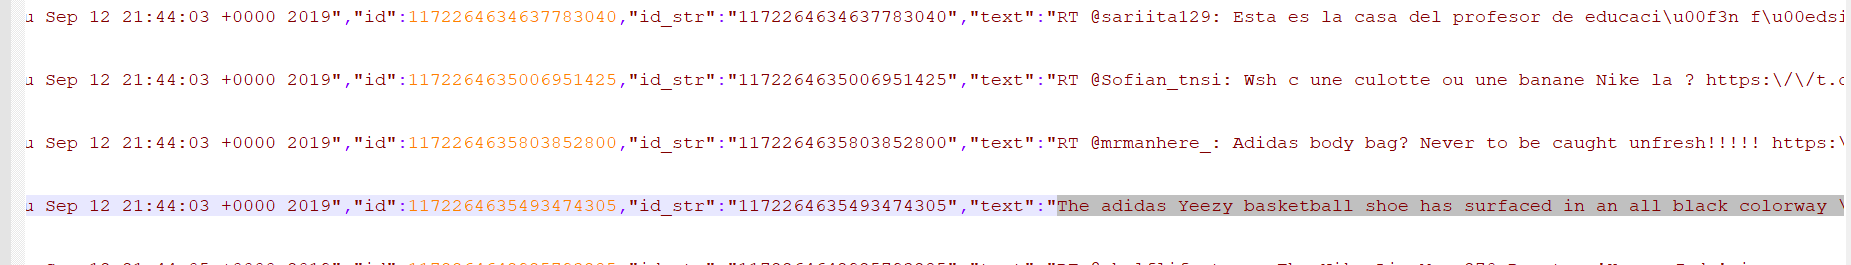 u Sep 12 21:44:03 +0000 2019","id":1172264634637783040,"id_str":"1172264634637783040","text":"RT @sariita129: Esta es la casa del profesor de educaci\u00f3n f\u00edsi
u Sep 12 21:44:03 +0000 2019","id":1172264635006951425,"id_str":"1172264635006951425","text":"RT @Sofian_tnsi: Wsh c une culotte ou une banane Nike la ? https:\/\/t.c
u Sep 12 21:44:03 +0000 2019","id":1172264635803852800,"id_str":"1172264635803852800","text":"RT @mrmanhere_: Adidas body bag? Never to be caught unfresh!!!!! https:\
u Sep 12 21:44:03 +0000 2019","id":1172264635493474305,"id_str":"1172264635493474305","text":"The adidas Yeezy basketball shoe has surfaced in an all black colorway \